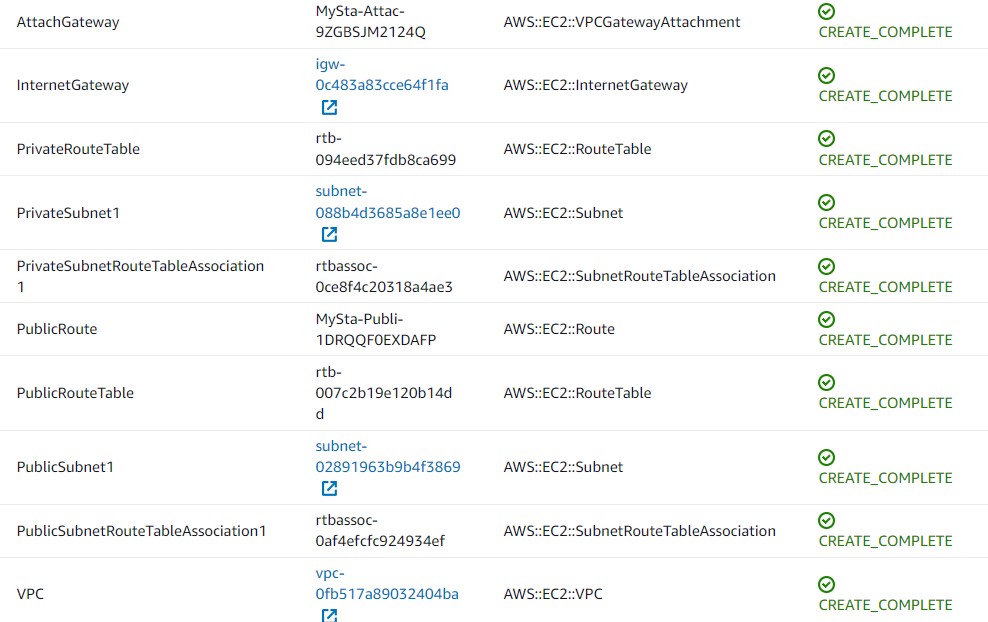 AttachGateway
MySta-Attac-
9ZGBSJM2124Q
AWS::EC2::VPCGatewayAttachment
CREATE_COMPLETE
InternetGateway
igw-
0c483a83cce64f1fa
AWS::EC2::InternetGateway
CREATE_COMPLETE
PrivateRouteTable
rtb-
094eed37fdb8ca699
AWS::EC2::RouteTable
CREATE_COMPLETE
PrivateSubnet1
subnet-
088b4d3685a8e1ee0
AWS::EC2::Subnet
CREATE_COMPLETE
PrivateSubnetRouteTableAssociation
1
rtbassoc-
0ce8f4c20318a4ae3
AWS::EC2::SubnetRouteTableAssociation
CREATE_COMPLETE
PublicRoute
MySta-Publi-
1DRQQF0EXDAFP
AWS::EC2::Route
CREATE_COMPLETE
PublicRouteTable
rtb-
007c2b19e120b14d
d
AWS::EC2::RouteTable
CREATE_COMPLETE
PublicSubnet1
subnet-
02891963b9b4f3869
AWS::EC2::Subnet
CREATE_COMPLETE
PublicSubnetRouteTableAssociation1
rtbassoc-
0af4efcfc924934ef
AWS::EC2::SubnetRouteTableAssociation
CREATE_COMPLETE
VPC
vpc-
0fb517a89032404ba
AWS::EC2::VPC
CREATE_COMPLETE